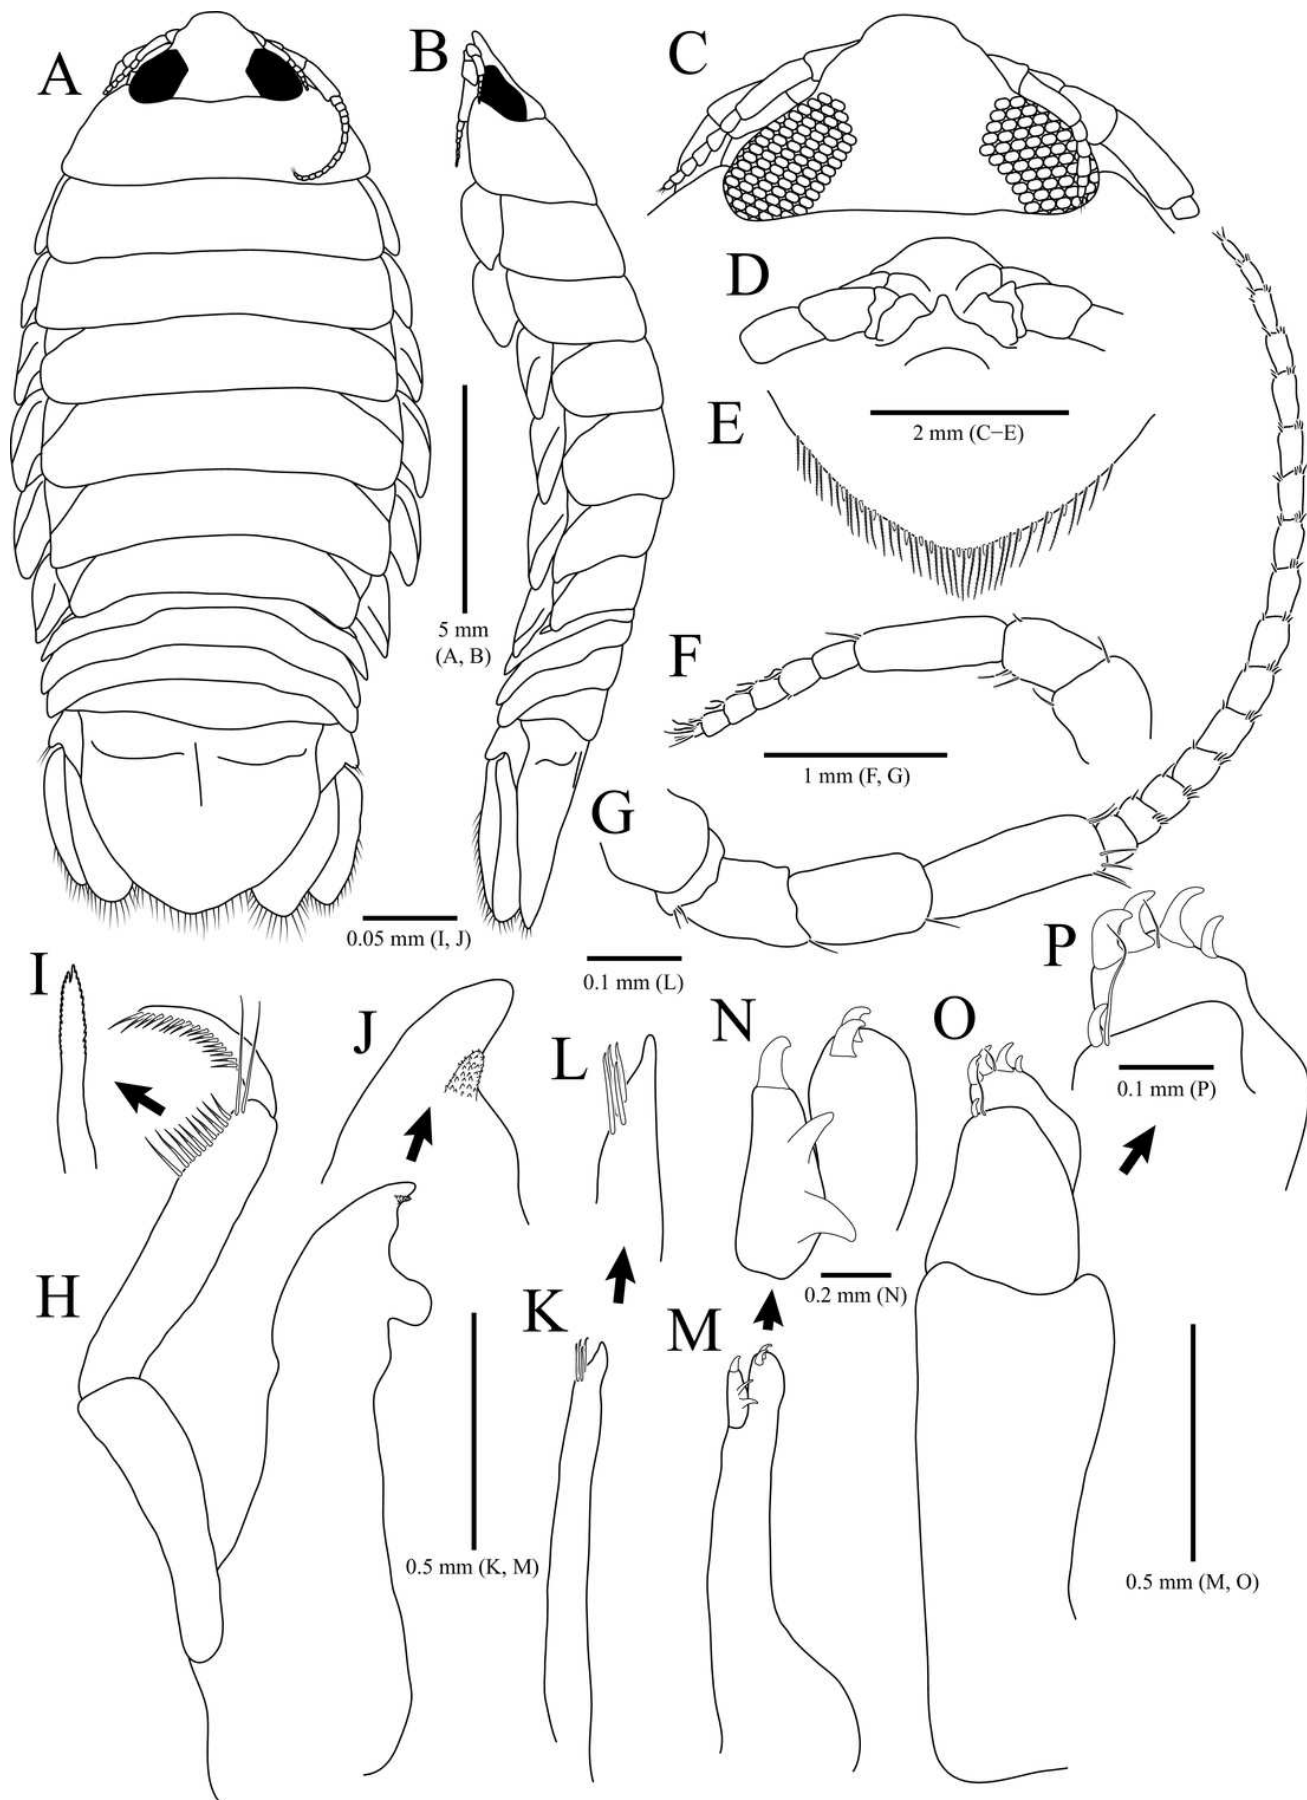 A
B
C
D
2 mm (C−E)
E
5 mm
(A, B)
F
1 mm (F, G)
G
0.05 mm (I, J)
0.1 mm (L)
P
I
J
L
N
O
0.1 mm (P)
H
K
M
0.2 mm (N)
0.5 mm (K, M)
0.5 mm (M, O)